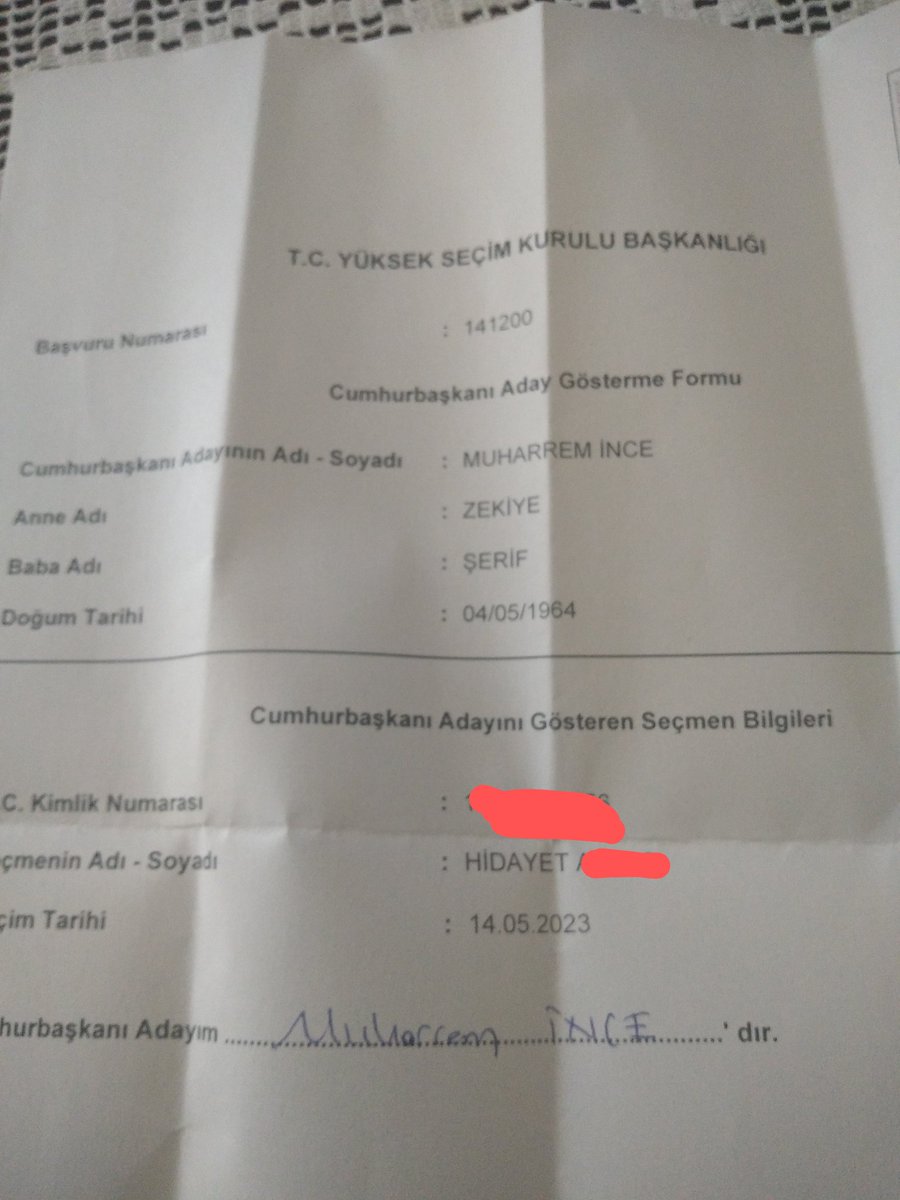 T.C. YÜKSEK SEÇİM KURULU BAŞKANLIĞI
Başvuru Numarası : 141200
Cumhurbaşkanı Aday Gösterme Formu
Cumhurbaşkanı Adayının Adı - Soyadı : MUHARREM İNCE
Anne Adı : ZEKİYE
Baba Adı : ŞERİF
Doğum Tarihi : 04/05/1964
Cumhurbaşkanı Adayını Gösteren Seçmen Bilgileri
.C. Kimlik Numarası :
çmenin Adı - Soyadı : HİDAYET A
çim Tarihi : 14.05.2023
hurbaşkanı Adayım ........Muharrem İNCE..........' dır.